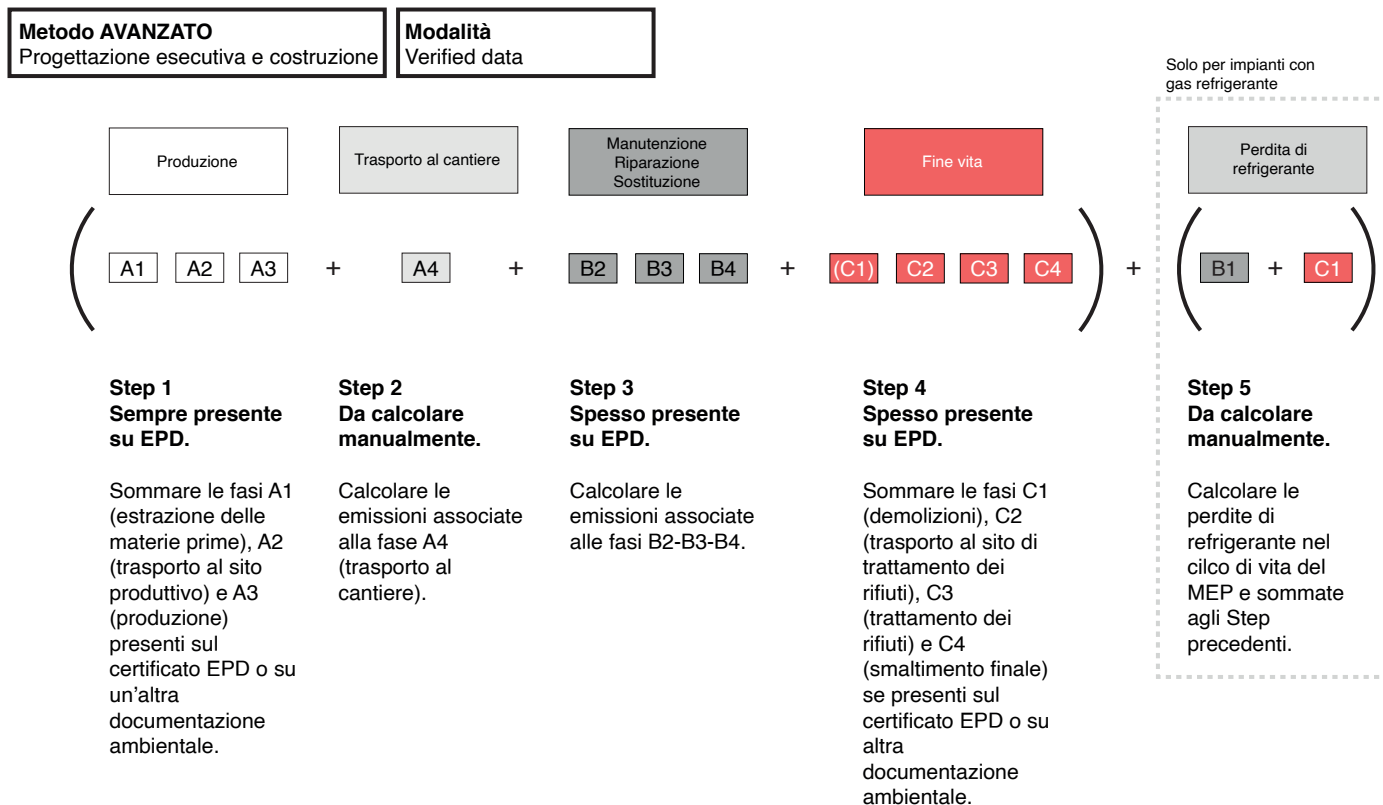 Metodo AVANZATO
Progettazione esecutiva e costruzione
Modalità
Verified data
Solo per impianti con
gas refrigerante
Produzione
Trasporto al cantiere
Manutenzione
Riparazione
Sostituzione
Fine vita
Perdita di
refrigerante
( A1 A2 A3 + A4 + B2 B3 B4 + (C1) C2 C3 C4 ) + ( B1 + C1 )
Step 1
Sempre presente
su EPD.
Sommare le fasi A1
(estrazione delle
materie prime), A2
(trasporto al sito
produttivo) e A3
(produzione)
presenti sul
certificato EPD o su
un’altra
documentazione
ambientale.
Step 2
Da calcolare
manualmente.
Calcolare le
emissioni associate
alla fase A4
(trasporto al
cantiere).
Step 3
Spesso presente
su EPD.
Calcolare le
emissioni associate
alle fasi B2-B3-B4.
Step 4
Spesso presente
su EPD.
Sommare le fasi C1
(demolizioni), C2
(trasporto al sito di
trattamento dei
rifiuti), C3
(trattamento dei
rifiuti) e C4
(smaltimento finale)
se presenti sul
certificato EPD o su
altra
documentazione
ambientale.
Step 5
Da calcolare
manualmente.
Calcolare le
perdite di
refrigerante nel
cilco di vita del
MEP e sommate
agli Step
precedenti.